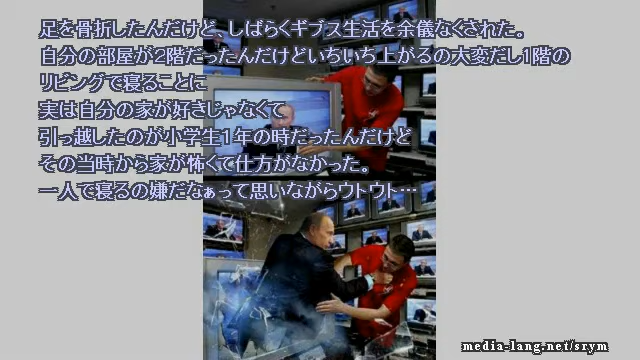 足を骨折したんだけど、しばらくギブス生活を余儀なくされた。
自分の部屋が２階だったんだけどいちいち上がるの大変だし1階の
リビングで寝ることに
実は自分の家が好きじゃなくて
引っ越したのが小学生１年の時だったんだけど
その当時から家が怖くて仕方がなかった。
一人で寝るの嫌だなぁって思いながらウトウト…
media-lang.net/srym